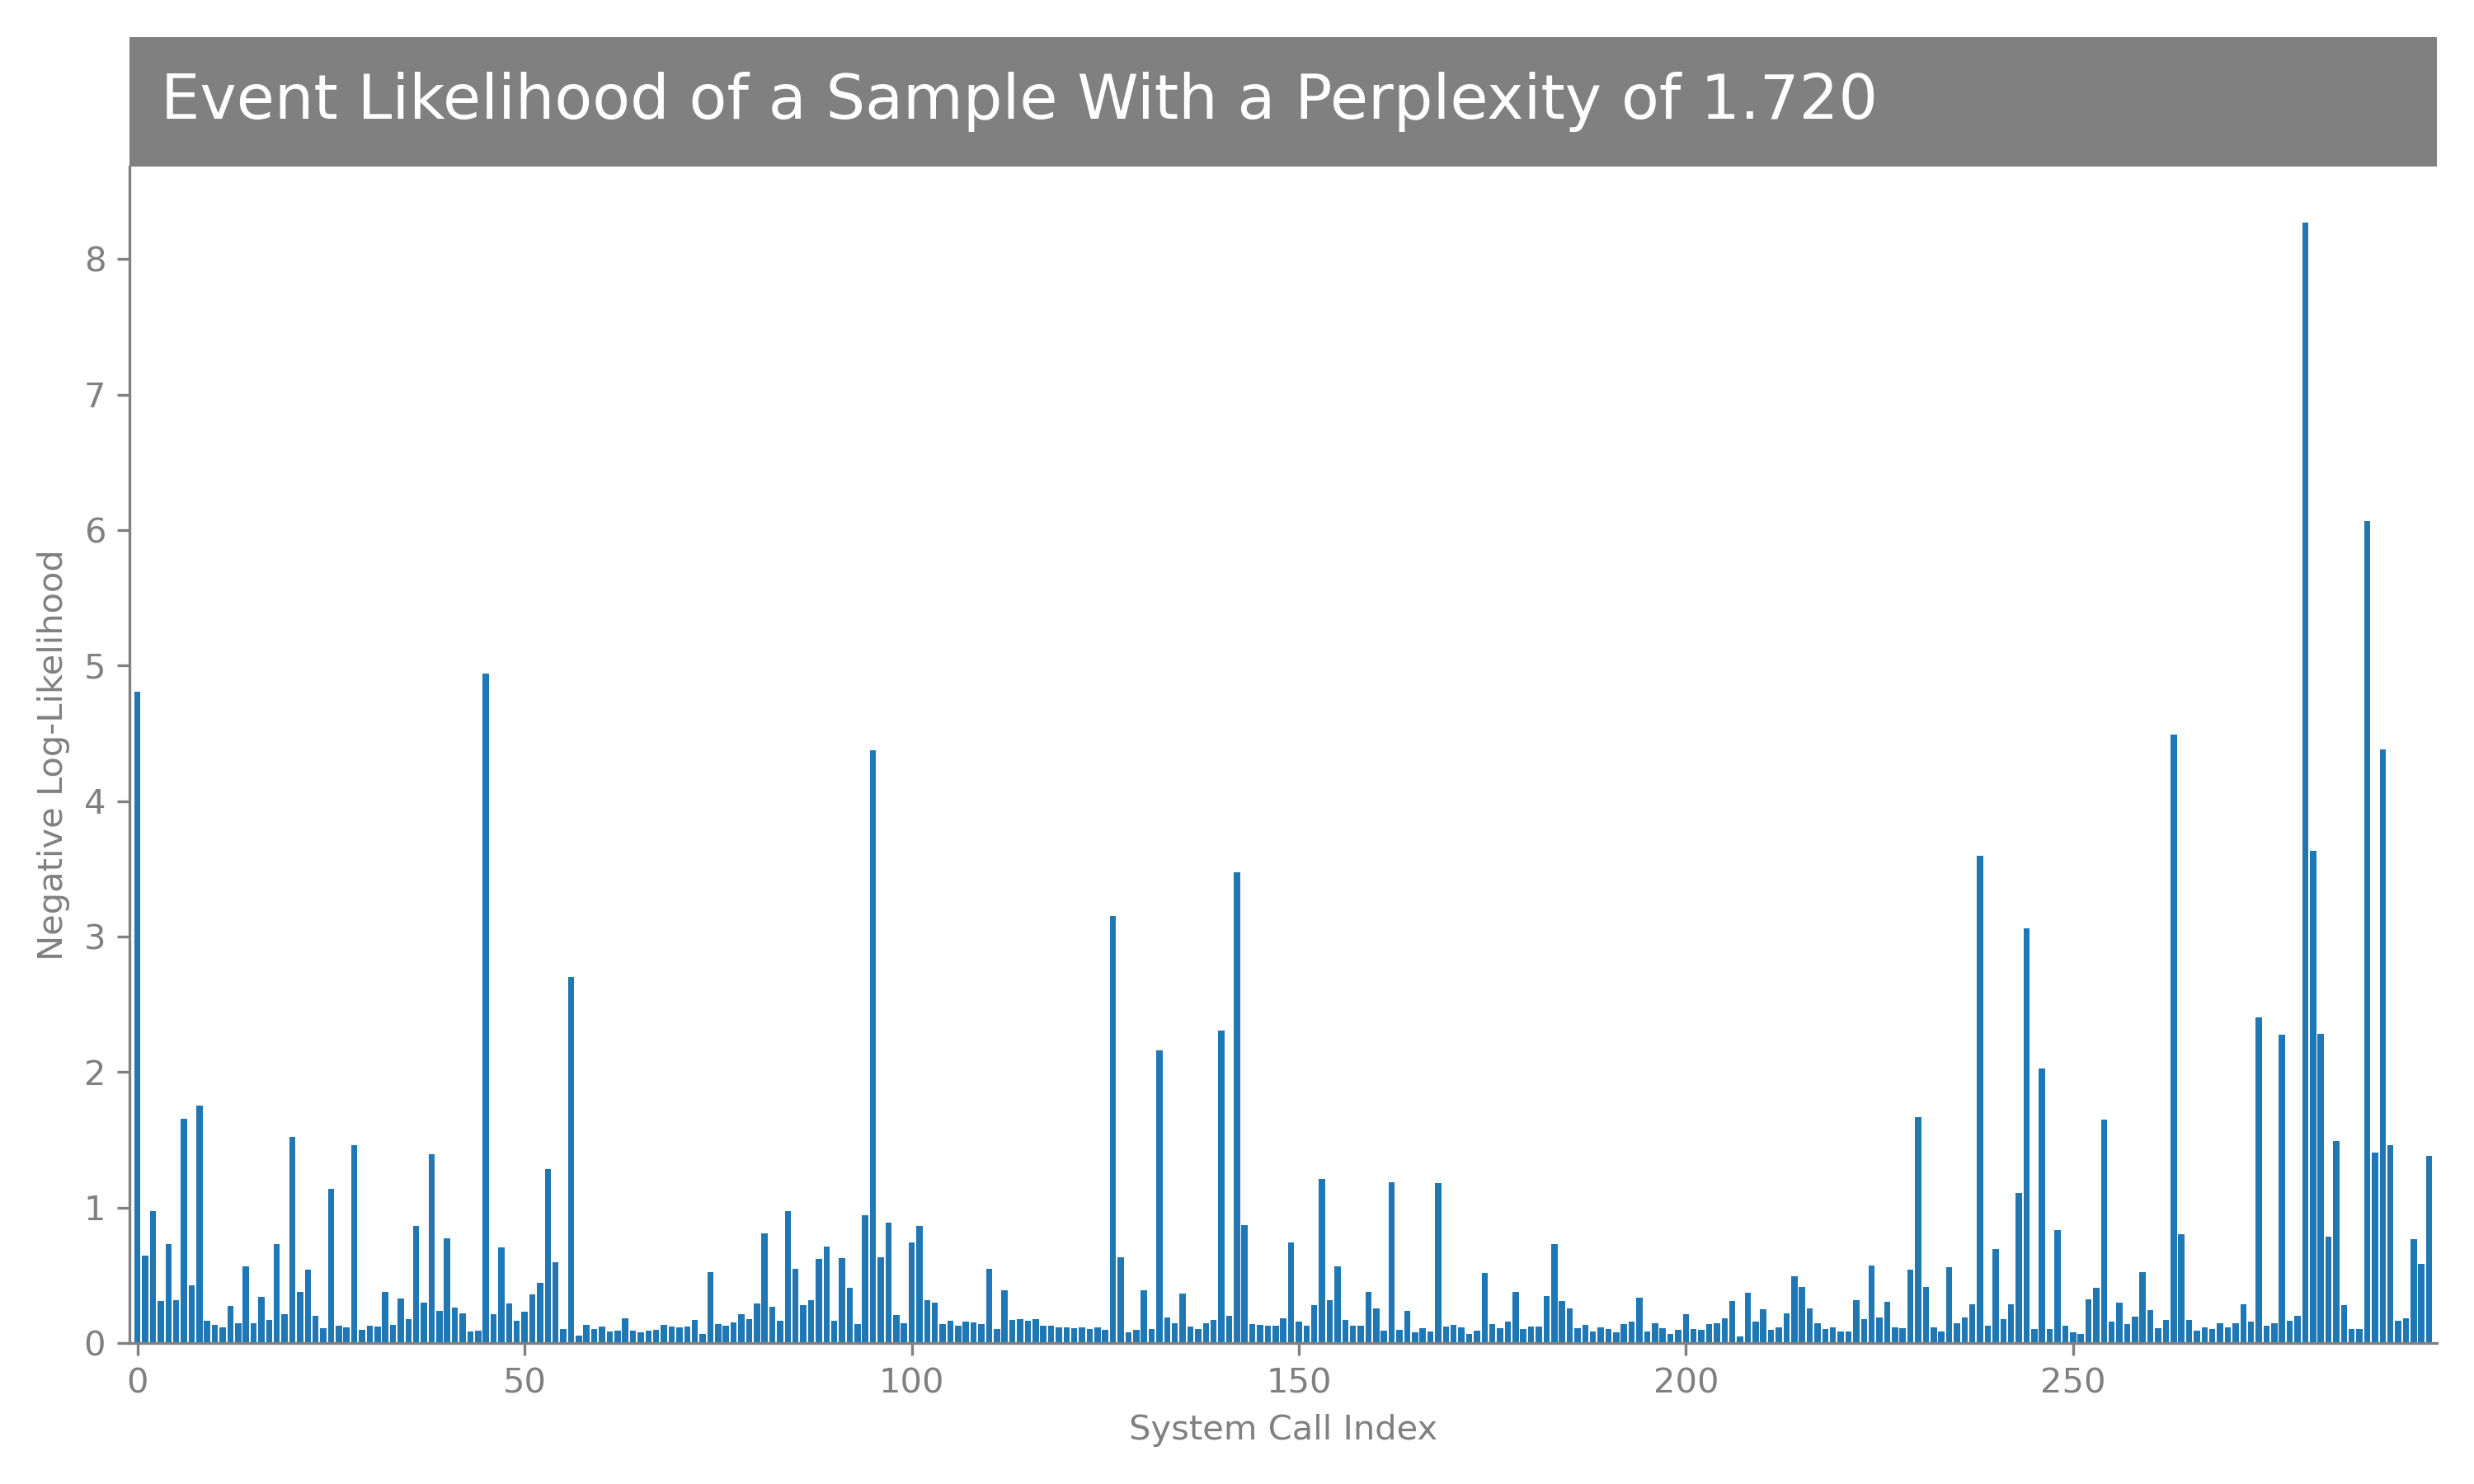 Event Likelihood of a Sample With a Perplexity of 1.720
8
7
6
5
4
3
2
1
0
Negative Log-Likelihood
0 50 100 150 200 250
System Call Index